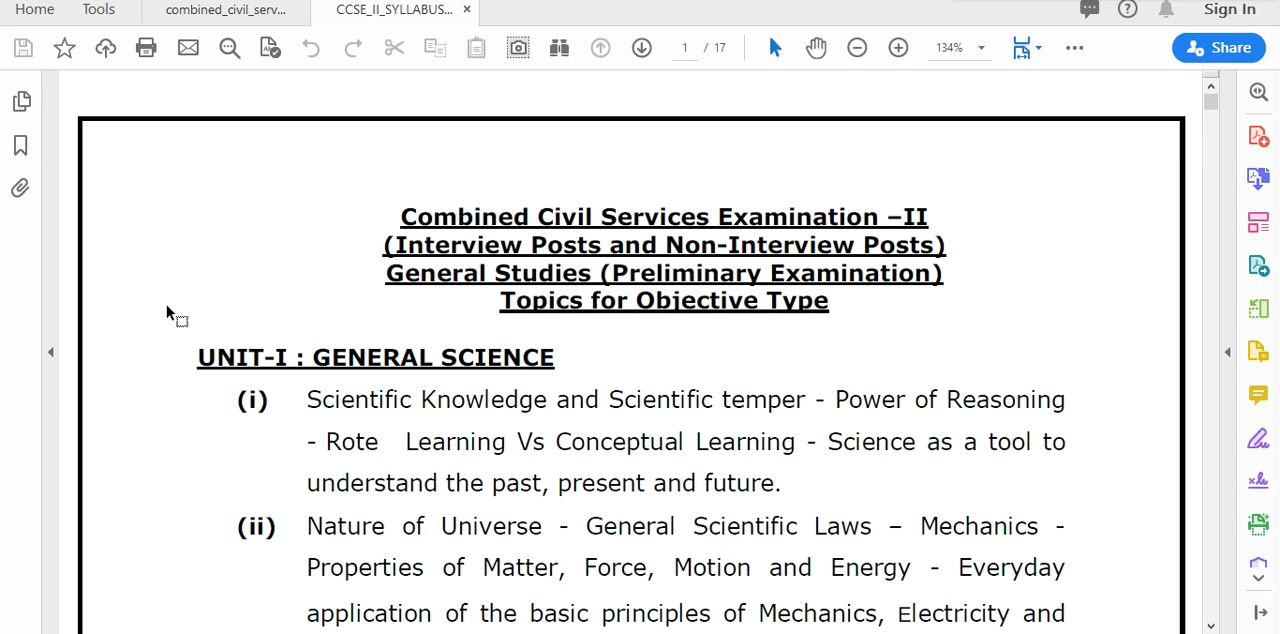 Home Tools combined_civil_serv... CCSE_II_SYLLABUS... × Sign In
1 / 17 134% Share
Combined Civil Services Examination –II
(Interview Posts and Non-Interview Posts)
General Studies (Preliminary Examination)
Topics for Objective Type
UNIT-I : GENERAL SCIENCE
(i) Scientific Knowledge and Scientific temper - Power of Reasoning
- Rote Learning Vs Conceptual Learning - Science as a tool to
understand the past, present and future.
(ii) Nature of Universe - General Scientific Laws – Mechanics -
Properties of Matter, Force, Motion and Energy - Everyday
application of the basic principles of Mechanics, Electricity and